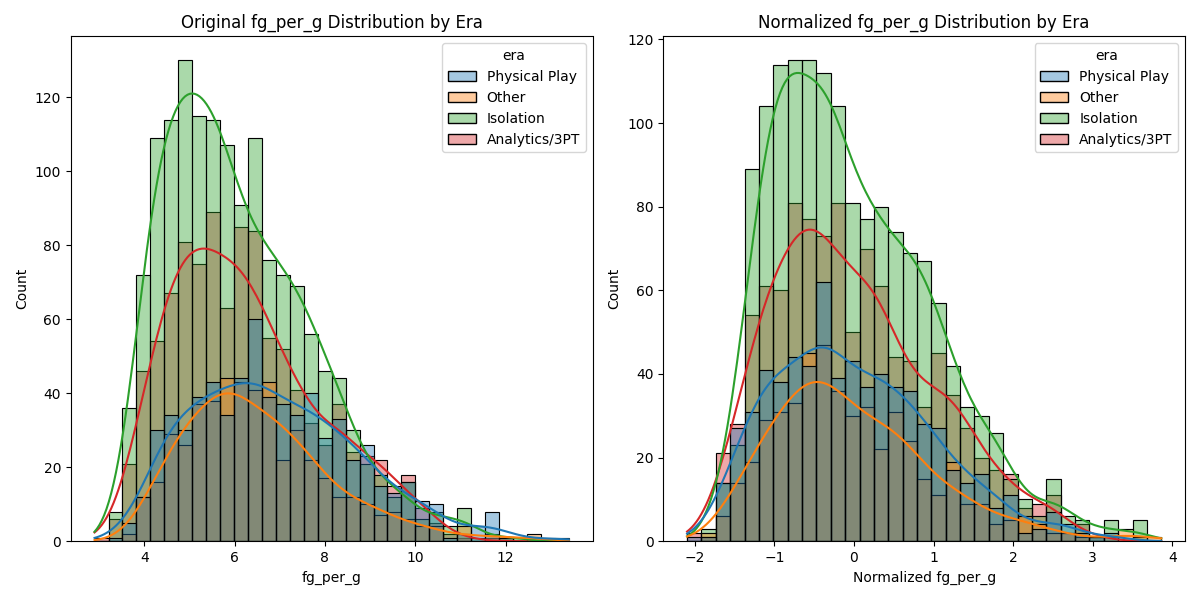 Original fg_per_g Distribution by Era
Count
120
100
80
60
40
20
0
4 6 8 10 12
fg_per_g
era
Physical Play
Other
Isolation
Analytics/3PT
Normalized fg_per_g Distribution by Era
Count
120
100
80
60
40
20
0
−2 −1 0 1 2 3 4
Normalized fg_per_g
era
Physical Play
Other
Isolation
Analytics/3PT